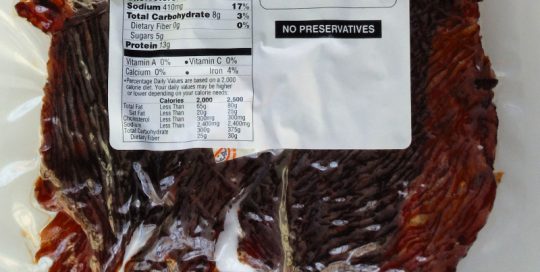 Sodium 410mg 17%
Total Carbohydrate 8g 3%
Dietary Fiber 0g 0%
Sugars 5g
Protein 13g
Vitamin A 0% • Vitamin C 0%
Calcium 0% • Iron 4%
*Percentage Daily Values are based on a 2,000
calorie diet. Your daily values may be higher
or lower depending on your calorie needs.
Calories 2,000 2,500
Total Fat Less Than 65g 80g
Sat Fat Less Than 20g 25g
Cholesterol Less Than 300mg 300mg
Sodium Less Than 2,400mg 2,400mg
Total Carbohydrate 300g 375g
Dietary Fiber 25g 30g
NO PRESERVATIVES